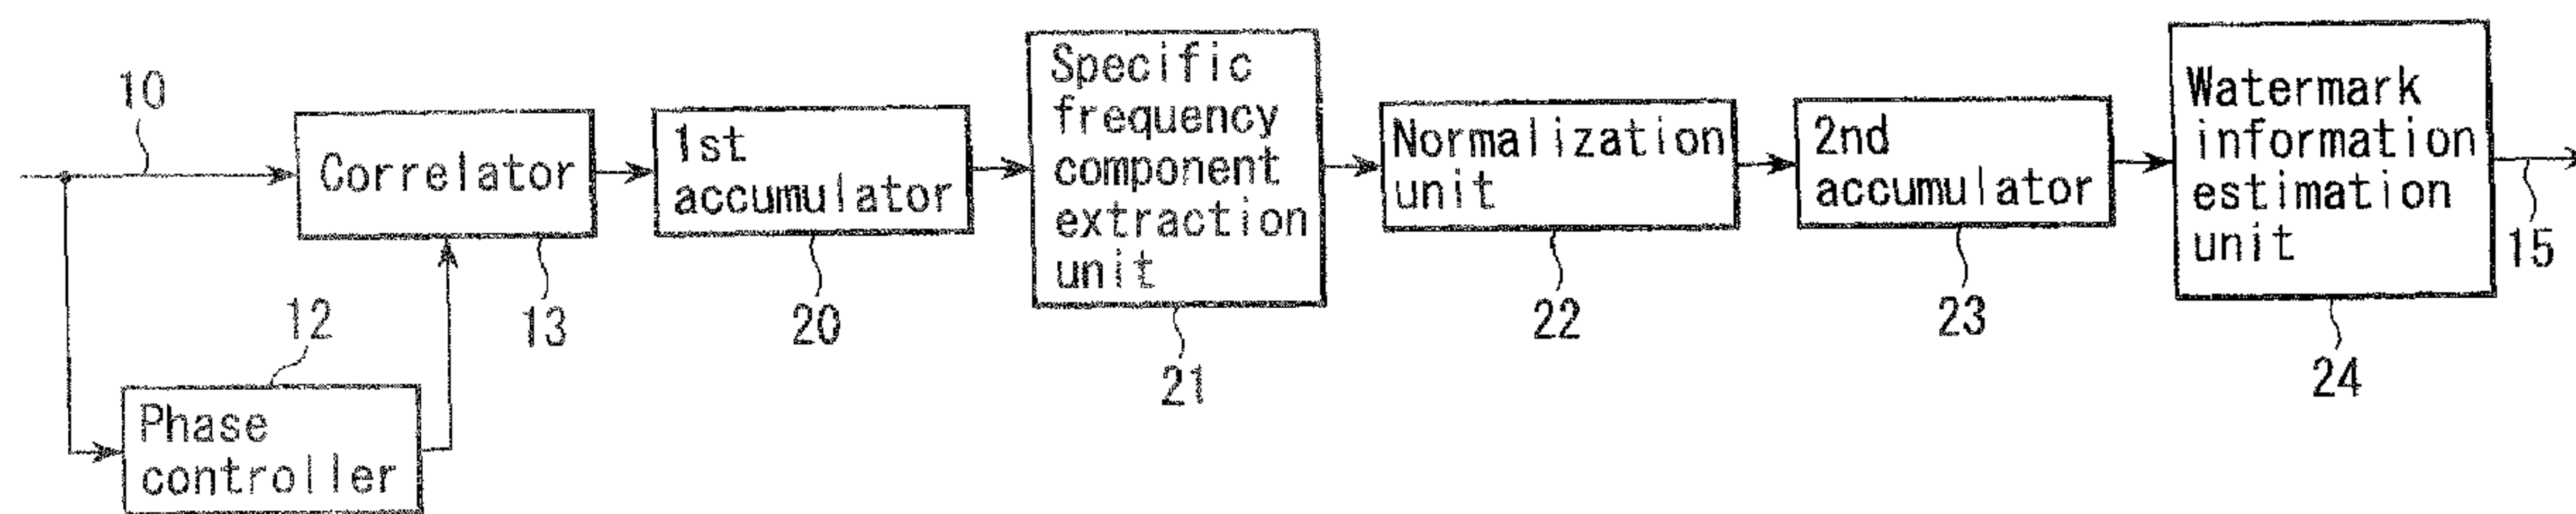 10
Correlator
13
Phase
controller
12
1st
accumulator
20
Specific
frequency
component
extraction
unit
21
Normalization
unit
22
2nd
accumulator
23
Watermark
information
estimation
unit
24
15